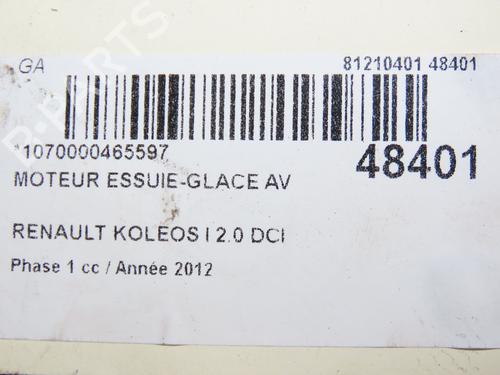 GA 81210401 48401
*1070000465597 48401
MOTEUR ESSUIE-GLACE AV
RENAULT KOLEOS I 2.0 DCI
Phase 1 cc / Année 2012
B-PARTS